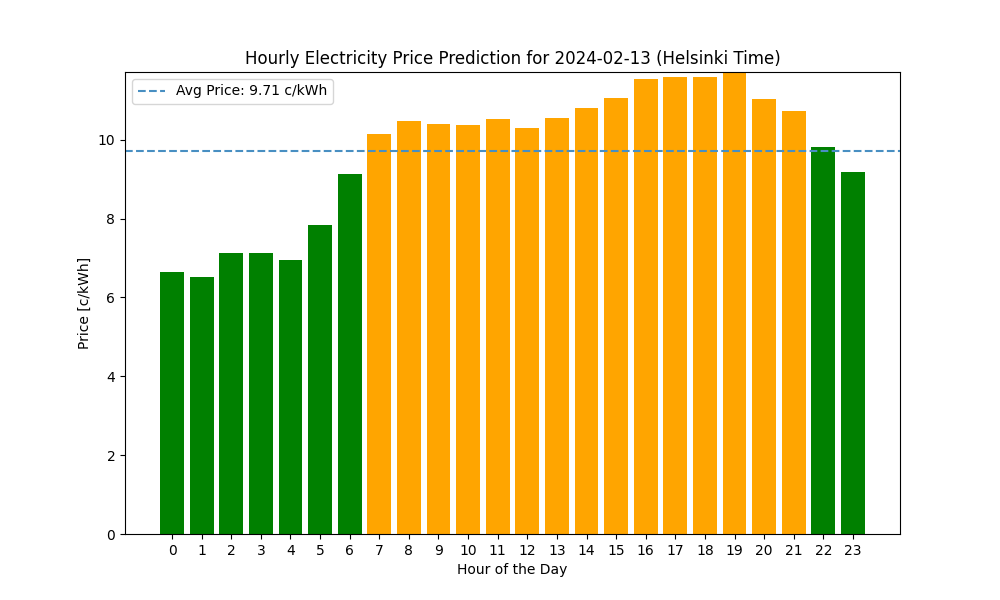 Hourly Electricity Price Prediction for 2024-02-13 (Helsinki Time)
Avg Price: 9.71 c/kWh
Price [c/kWh]
10
8
6
4
2
0
0 1 2 3 4 5 6 7 8 9 10 11 12 13 14 15 16 17 18 19 20 21 22 23
Hour of the Day